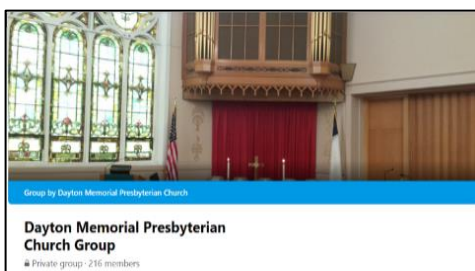 Group by Dayton Memorial Presbyterian Church
Dayton Memorial Presbyterian
Church Group
Private group · 216 members